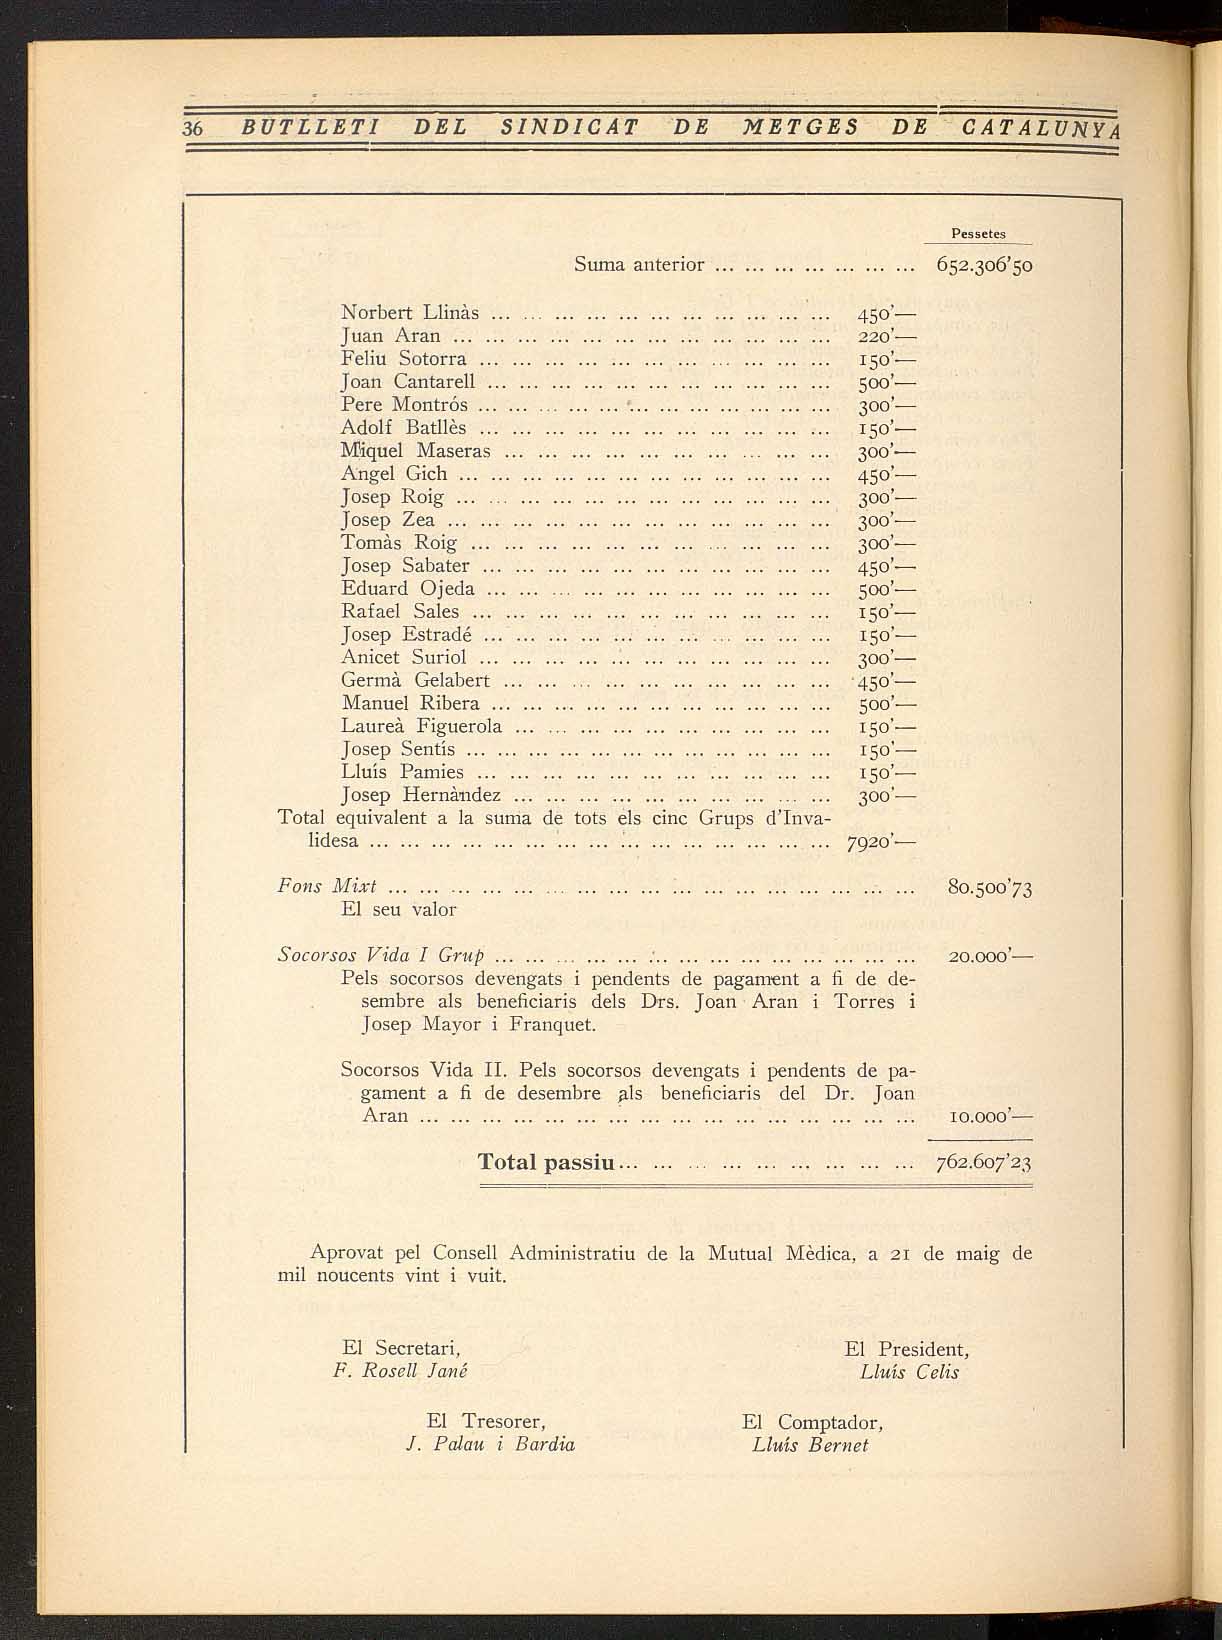 36 BUTLLETI DEL SINDICAT DE METGES DE CATALUNYA
Pessetes
Suma anterior ... ... ... ... ... ... ... 652.306'50
Norbert Llinàs ... ... ... ... ... ... ... ... ... ... ... 450'—
Juan Aran ... ... ... ... ... ... ... ... ... ... ... ... 220'—
Feliu Sotorra ... ... ... ... ... ... ... ... ... ... ... 150'—
Joan Cantarell ... ... ... ... ... ... ... ... ... ... ... 500'—
Pere Montrós ... ... ... ... ... ... ... ... ... ... ... ... 300'—
Adolf Batllès ... ... ... ... ... ... ... ... ... ... ... 150'—
Miquel Maseras ... ... ... ... ... ... ... ... ... ... 300'—
Angel Gich ... ... ... ... ... ... ... ... ... ... ... ... 450'—
Josep Roig ... ... ... ... ... ... ... ... ... ... ... ... 300'—
Josep Zea ... ... ... ... ... ... ... ... ... ... ... ... 300'—
Tomàs Roig ... ... ... ... ... ... ... ... ... ... ... 300'—
Josep Sabater ... ... ... ... ... ... ... ... ... ... ... 450'—
Eduard Ojeda ... ... ... ... ... ... ... ... ... ... ... 500'—
Rafael Sales ... ... ... ... ... ... ... ... ... ... ... 150'—
Josep Estradé ... ... ... ... ... ... ... ... ... ... ... 150'—
Anicet Suriol ... ... ... ... ... ... ... ... ... ... ... 300'—
Germà Gelabert ... ... ... ... ... ... ... ... ... ... 450'—
Manuel Ribera ... ... ... ... ... ... ... ... ... ... ... 500'—
Laureà Figuerola ... ... ... ... ... ... ... ... ... ... 150'—
Josep Sentís ... ... ... ... ... ... ... ... ... ... ... ... 150'—
Lluís Pamies ... ... ... ... ... ... ... ... ... ... ... 150'—
Josep Hernàndez ... ... ... ... ... ... ... ... ... ... 300'—
Total equivalent a la suma de tots els cinc Grups d'Inva-
lidesa ... ... ... ... ... ... ... ... ... ... ... ... ... ... ... 7920'—
Fons Mixt ... ... ... ... ... ... ... ... ... ... ... ... ... ... ... ... ... 80.500'73
El seu valor
Socorsos Vida I Grup ... ... ... ... ... ... ... ... ... ... ... ... ... ... 20.000'—
Pels socorsos devengats i pendents de pagament a fi de de-
sembre als beneficiaris dels Drs. Joan Aran i Torres i
Josep Mayor i Franquet.
Socorsos Vida II. Pels socorsos devengats i pendents de pa-
gament a fi de desembre als beneficiaris del Dr. Joan
Aran ... ... ... ... ... ... ... ... ... ... ... ... ... ... ... ... 10.000'—
Total passiu ... ... ... ... ... ... ... ... ... 762.607'23
Aprovat pel Consell Administratiu de la Mutual Mèdica, a 21 de maig de
mil noucents vint i vuit.
El Secretari, El President,
F. Rosell Jané Lluís Celis
El Tresorer, El Comptador,
J. Palau i Bardia Lluís Bernet